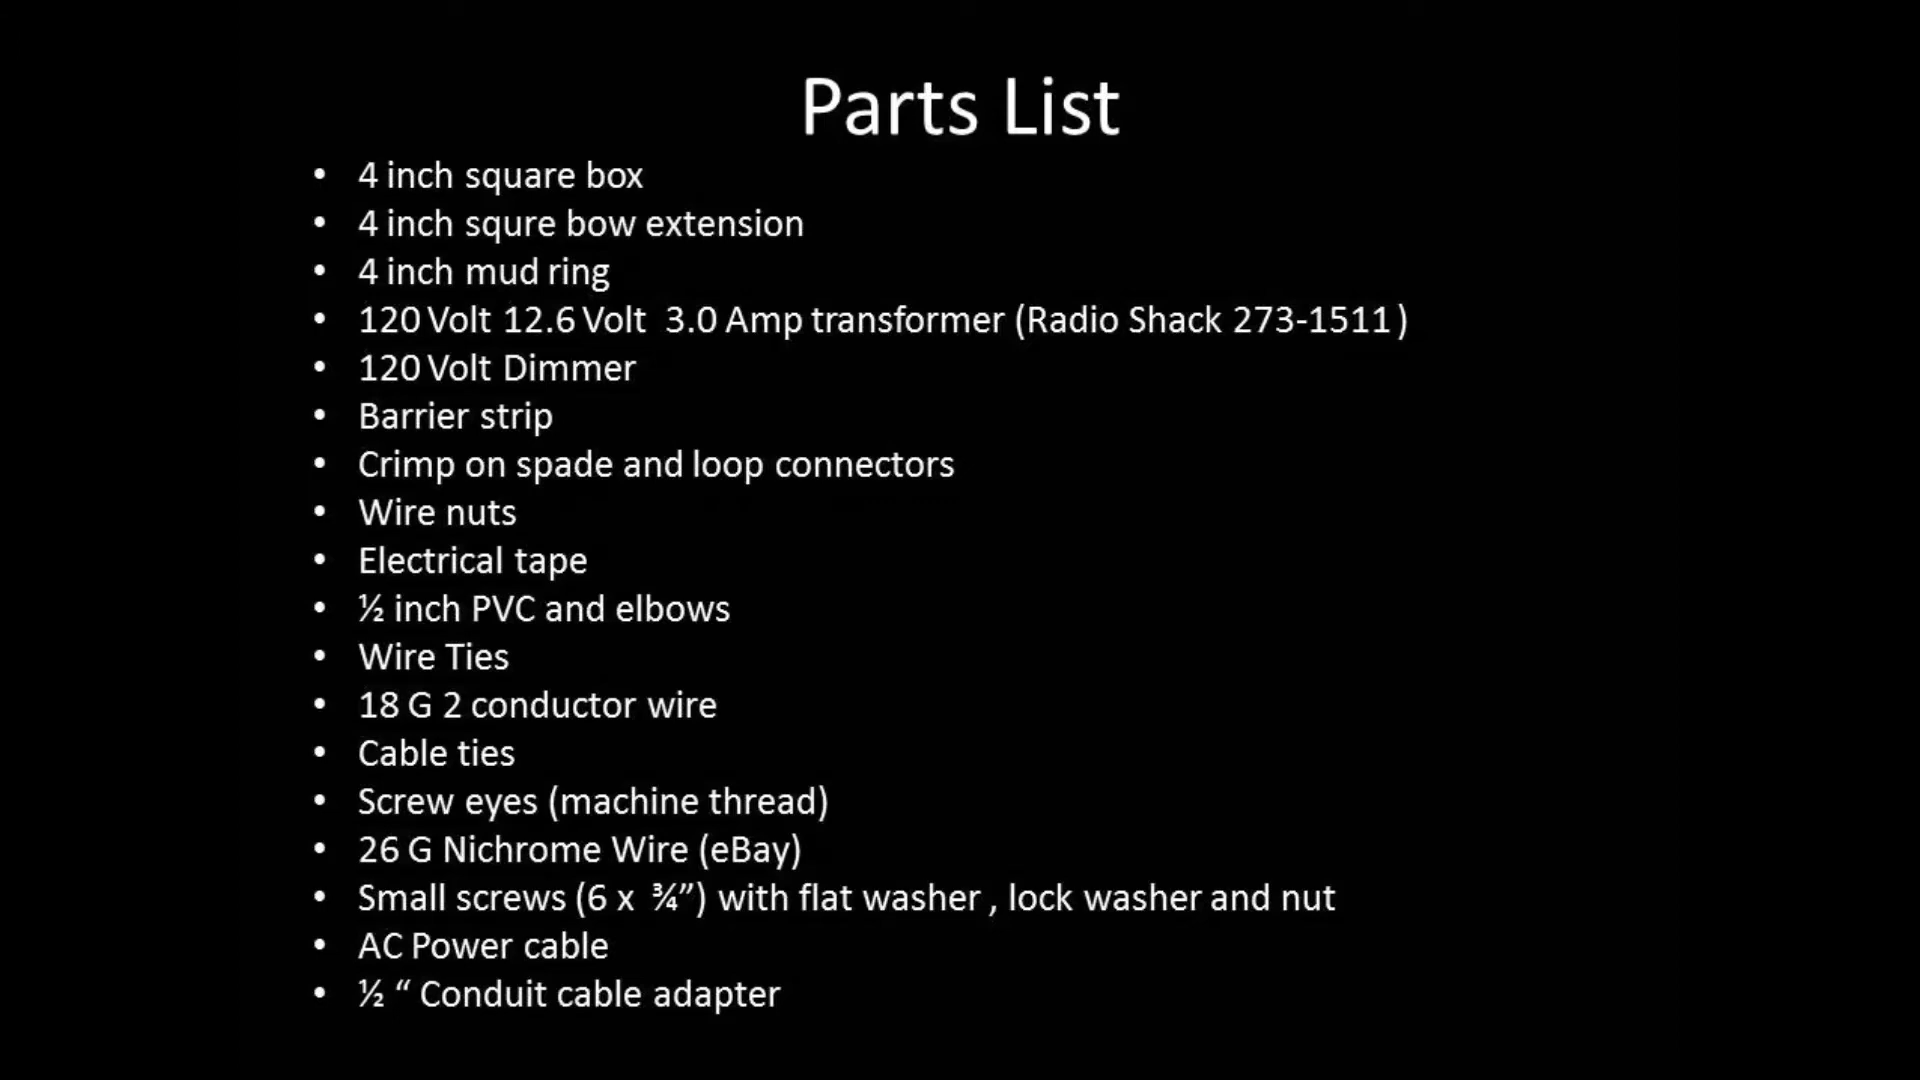 Parts List
• 4 inch square box
• 4 inch squre bow extension
• 4 inch mud ring
• 120 Volt 12.6 Volt  3.0 Amp transformer (Radio Shack 273-1511 )
• 120 Volt Dimmer
• Barrier strip
• Crimp on spade and loop connectors
• Wire nuts
• Electrical tape
• ½ inch PVC and elbows
• Wire Ties
• 18 G 2 conductor wire
• Cable ties
• Screw eyes (machine thread)
• 26 G Nichrome Wire (eBay)
• Small screws (6 x  ¾”) with flat washer , lock washer and nut
• AC Power cable
• ½ “ Conduit cable adapter